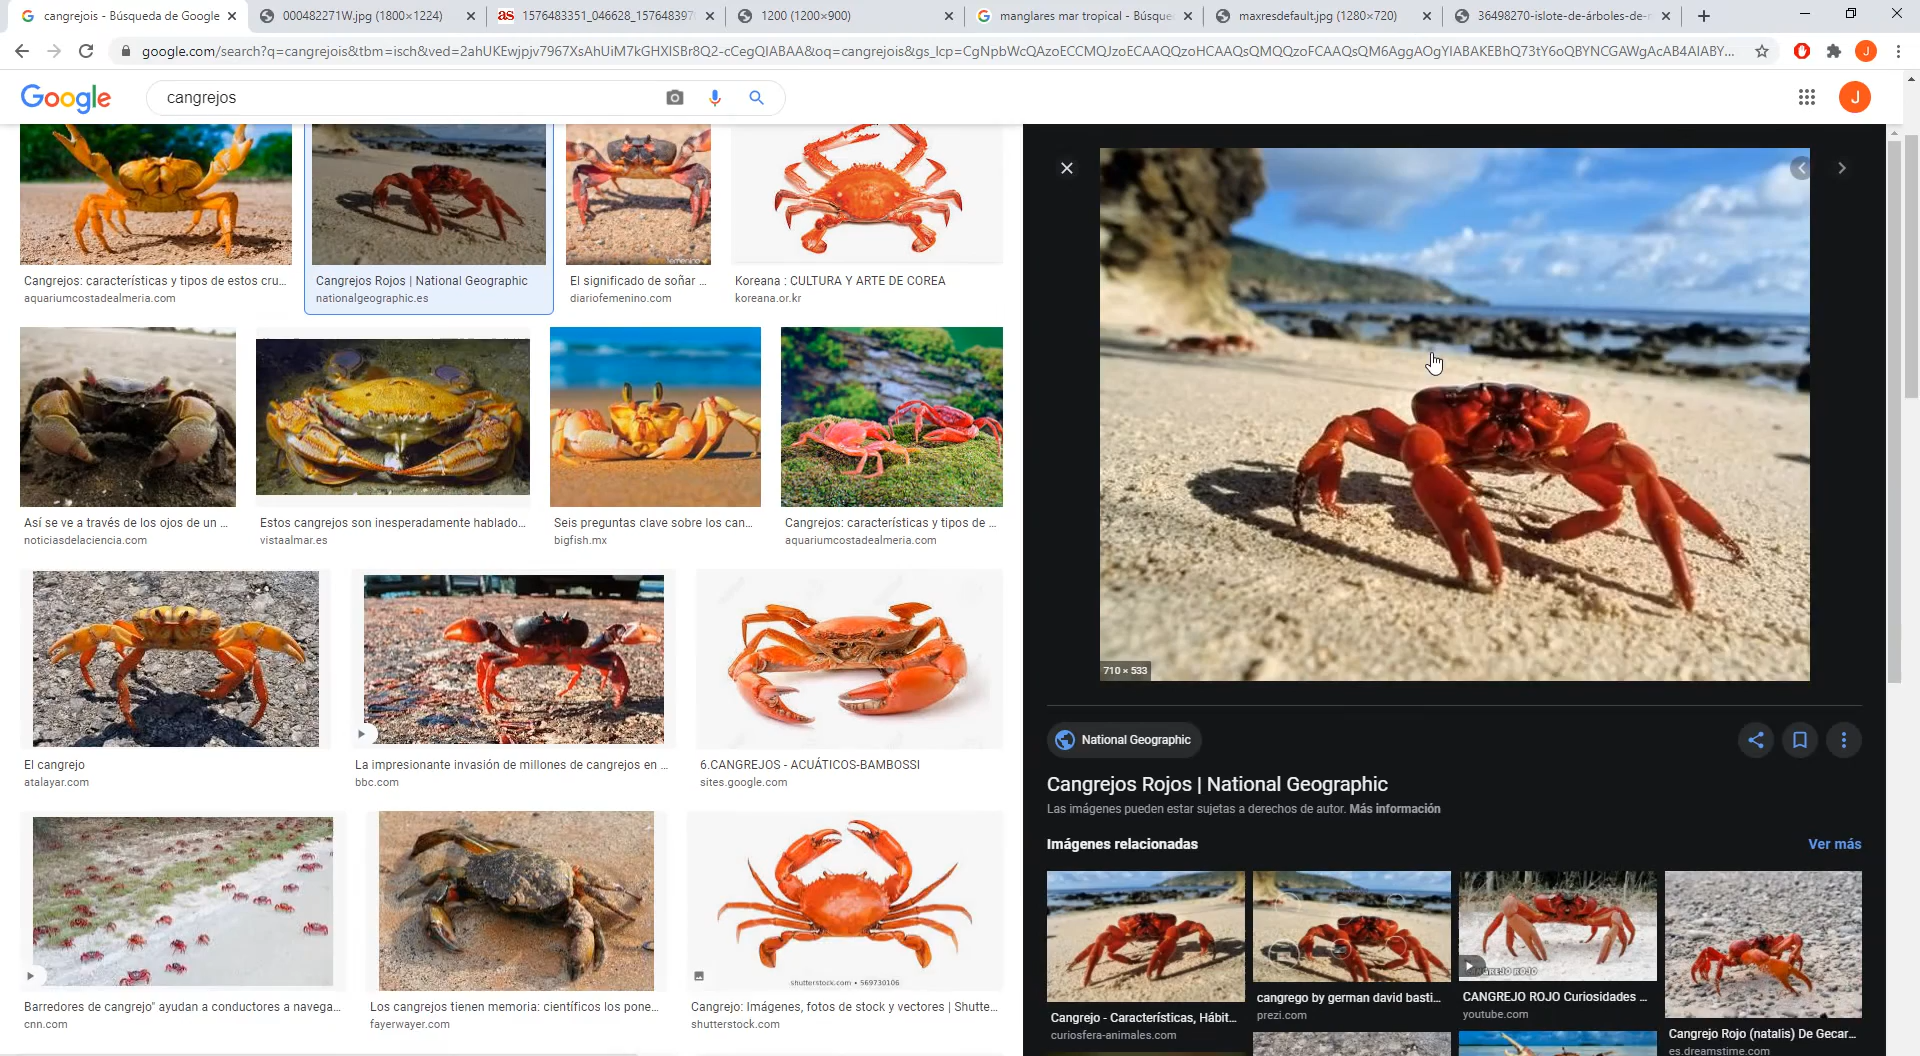 cangrejois - Búsqueda de Google
000482271W.jpg (1800×1224)
as 1576483351_046628_157648397
1200 (1200×900)
manglares mar tropical - Búsque
maxresdefault.jpg (1280×720)
36498270-islote-de-árboles-de-r
google.com/search?q=cangrejois&tbm=isch&ved=2ahUKEwjpjv7967XsAhUiM7kGHXISBr8Q2-cCegQIABAA&oq=cangrejois&gs_lcp=CgNpbWcQAzoECCMQJzoECAAQQzoHCAAQsQMQQzoFCAAQsQM6AggAOgYIABAKEBhQ73tY6oQBYNCGAWgAcAB4AIABY...
J
Google
cangrejos
J
Cangrejos: características y tipos de estos cru...
aquariumcostadealmeria.com
Cangrejos Rojos | National Geographic
nationalgeographic.es
femenino
El significado de soñar ...
diariofemenino.com
Koreana : CULTURA Y ARTE DE COREA
koreana.or.kr
Así se ve a través de los ojos de un ...
noticiasdelaciencia.com
Estos cangrejos son inesperadamente hablado...
vistaalmar.es
Seis preguntas clave sobre los can...
bigfish.mx
Cangrejos: características y tipos de ...
aquariumcostadealmeria.com
El cangrejo
atalayar.com
La impresionante invasión de millones de cangrejos en ...
bbc.com
6.CANGREJOS - ACUÁTICOS-BAMBOSSI
sites.google.com
shutterstock.com • 569730106
Barredores de cangrejo" ayudan a conductores a navega...
cnn.com
Los cangrejos tienen memoria: científicos los pone...
fayerwayer.com
Cangrejo: Imágenes, fotos de stock y vectores | Shutte...
shutterstock.com
710 × 533
National Geographic
Cangrejos Rojos | National Geographic
Las imágenes pueden estar sujetas a derechos de autor. Más información
Imágenes relacionadas
Ver más
Cangrejo - Características, Hábit...
curiosfera-animales.com
cangrego by german david basti...
prezi.com
CANGREJO ROJO
CANGREJO ROJO Curiosidades ...
youtube.com
Cangrejo Rojo (natalis) De Gecar...
es.dreamstime.com